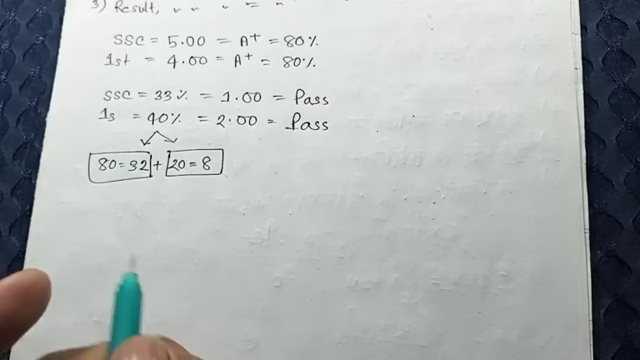 3) Result, " " " = "
SSC = 5.00 = A+ = 80%
1st = 4.00 = A+ = 80%
SSC = 33% = 1.00 = Pass
1s = 40% = 2.00 = Pass
80=32 + 20=8